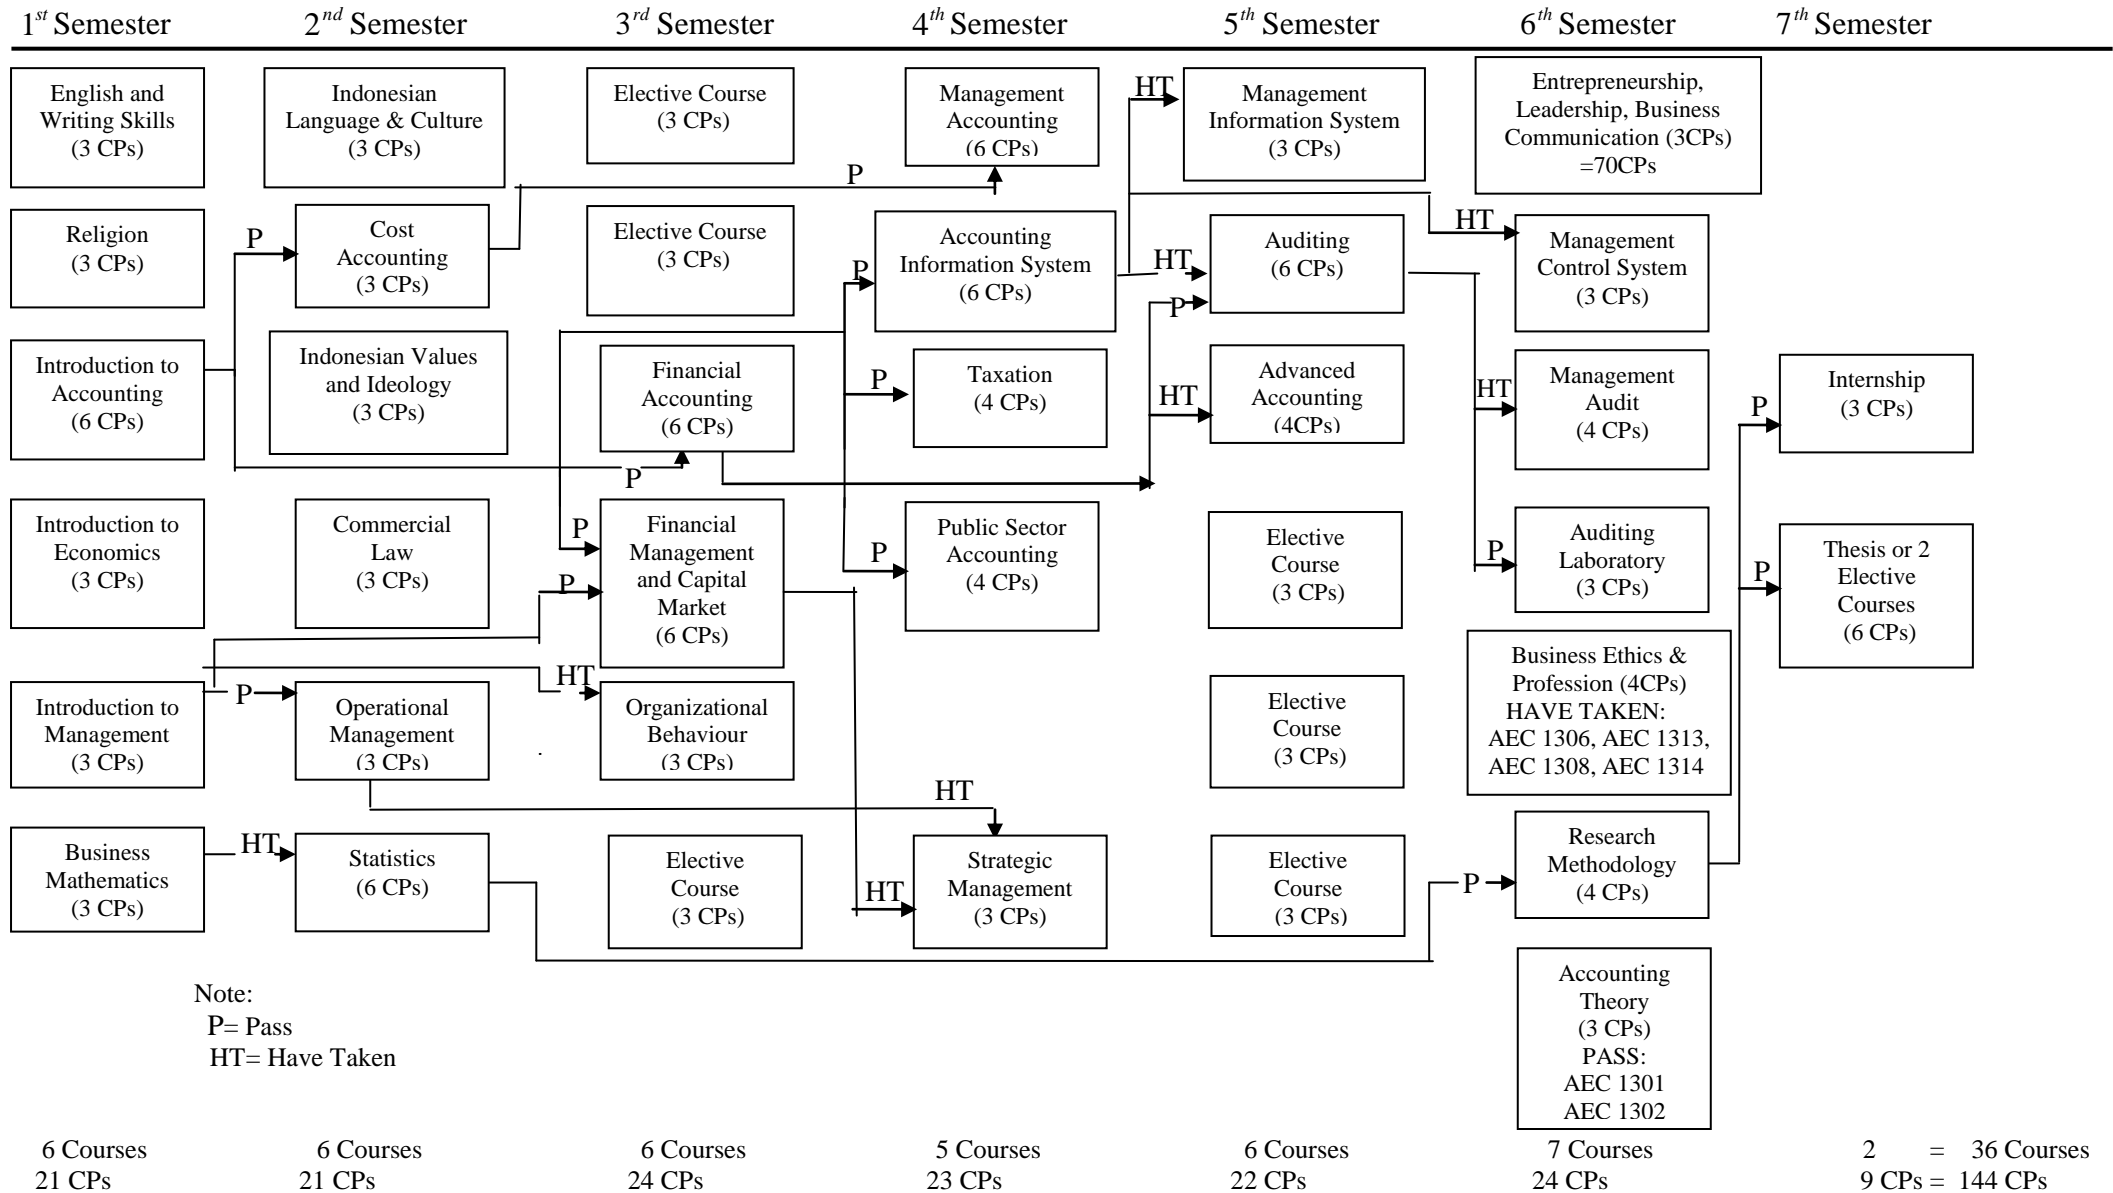 1st Semester
2nd Semester
3rd Semester
4th Semester
5th Semester
6th Semester
7th Semester
English and
Writing Skills
(3 CPs)
Religion
(3 CPs)
Introduction to
Accounting
(6 CPs)
Introduction to
Economics
(3 CPs)
Introduction to
Management
(3 CPs)
Business
Mathematics
(3 CPs)
P
P
HT
Indonesian
Language & Culture
(3 CPs)
Cost
Accounting
(3 CPs)
Indonesian Values
and Ideology
(3 CPs)
Commercial
Law
(3 CPs)
Operational
Management
(3 CPs)
Statistics
(6 CPs)
P
P
P
HT
Elective Course
(3 CPs)
Elective Course
(3 CPs)
Financial
Accounting
(6 CPs)
Financial
Management
and Capital
Market
(6 CPs)
Organizational
Behaviour
(3 CPs)
Elective
Course
(3 CPs)
P
P
P
P
HT
HT
Management
Accounting
(6 CPs)
Accounting
Information System
(6 CPs)
Taxation
(4 CPs)
Public Sector
Accounting
(4 CPs)
Strategic
Management
(3 CPs)
HT
HT
P
HT
Management
Information System
(3 CPs)
Auditing
(6 CPs)
Advanced
Accounting
(4CPs)
Elective
Course
(3 CPs)
Elective
Course
(3 CPs)
Elective
Course
(3 CPs)
HT
HT
P
P
Entrepreneurship,
Leadership, Business
Communication (3CPs)
=70CPs
Management
Control System
(3 CPs)
Management
Audit
(4 CPs)
Auditing
Laboratory
(3 CPs)
Business Ethics &
Profession (4CPs)
HAVE TAKEN:
AEC 1306, AEC 1313,
AEC 1308, AEC 1314
Research
Methodology
(4 CPs)
Accounting
Theory
(3 CPs)
PASS:
AEC 1301
AEC 1302
P
P
Internship
(3 CPs)
Thesis or 2
Elective
Courses
(6 CPs)
Note:
P= Pass
HT= Have Taken
6 Courses
21 CPs
6 Courses
21 CPs
6 Courses
24 CPs
5 Courses
23 CPs
6 Courses
22 CPs
7 Courses
24 CPs
2 = 36 Courses
9 CPs = 144 CPs